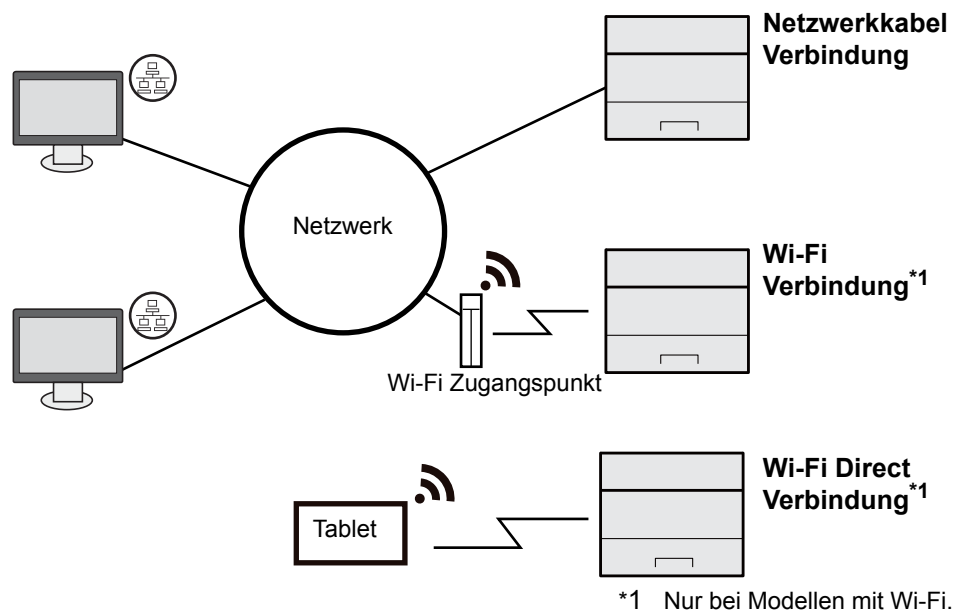 Netzwerkkabel
Verbindung
Netzwerk
Wi-Fi
Verbindung*1
Wi-Fi Zugangspunkt
Wi-Fi Direct
Verbindung*1
Tablet
*1 Nur bei Modellen mit Wi-Fi.